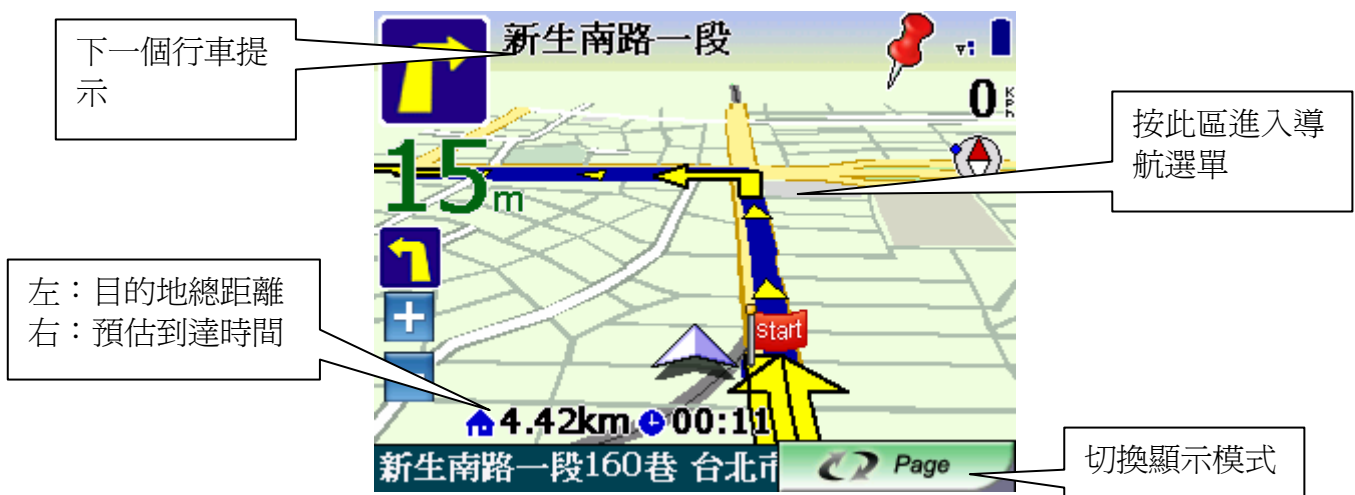 下一個行車提
示
新生南路一段
0 KPh
15m
按此區進入導
航選單
左：目的地總距離
右：預估到達時間
start
4.42km 00:11
新生南路一段160巷 台北市
Page
切換顯示模式